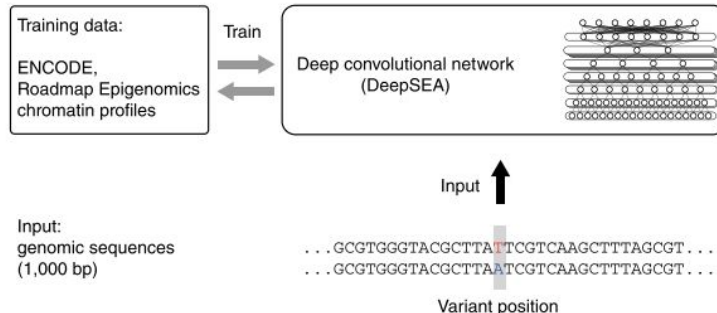 Training data:
ENCODE,
Roadmap Epigenomics
chromatin profiles
Train
Deep convolutional network
(DeepSEA)
Input
Input:
genomic sequences
(1,000 bp)
...GCGTGGGTACGCTTATTCGTCAAGCTTTAGCGT...
...GCGTGGGTACGCTTAATCGTCAAGCTTTAGCGT...
Variant position